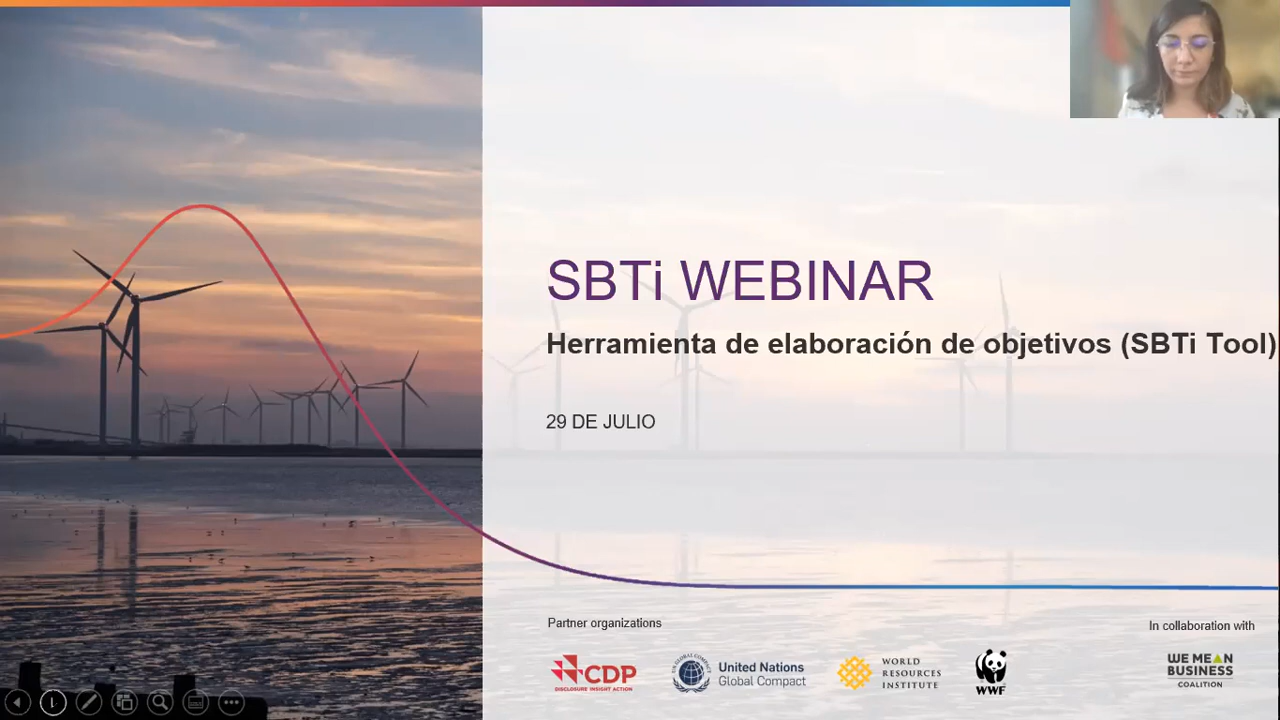 SBTi WEBINAR
Herramienta de elaboración de objetivos (SBTi Tool)
29 DE JULIO
Partner organizations
In collaboration with
CDP
DISCLOSURE INSIGHT ACTION
United Nations
Global Compact
WORLD
RESOURCES
INSTITUTE
WWF
WE MEAN
BUSINESS
COALITION